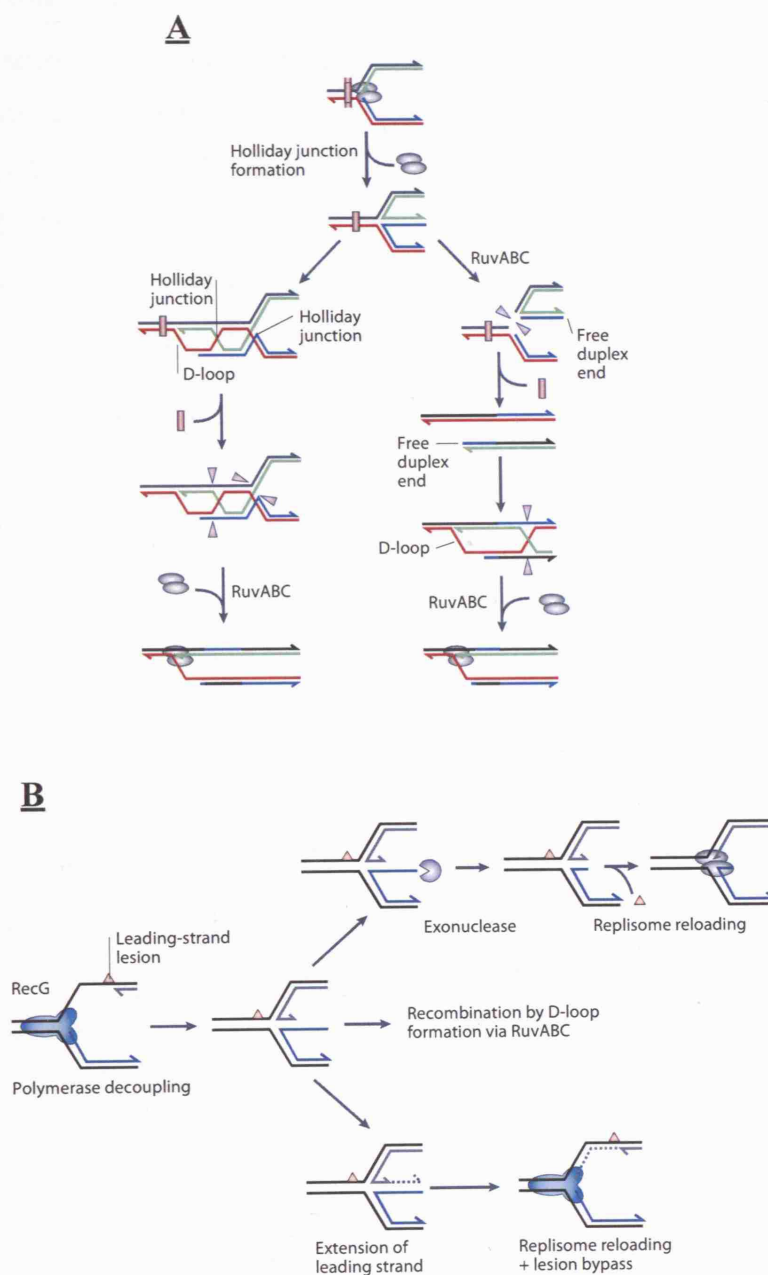 A
Holliday junction
formation
RuvABC
Holliday
junction
Holliday
junction
D-loop
Free
duplex
end
Free
duplex
end
D-loop
RuvABC
RuvABC
B
Leading-strand
lesion
RecG
Polymerase decoupling
Exonuclease
Replisome reloading
Recombination by D-loop
formation via RuvABC
Extension of
leading strand
Replisome reloading
+ lesion bypass